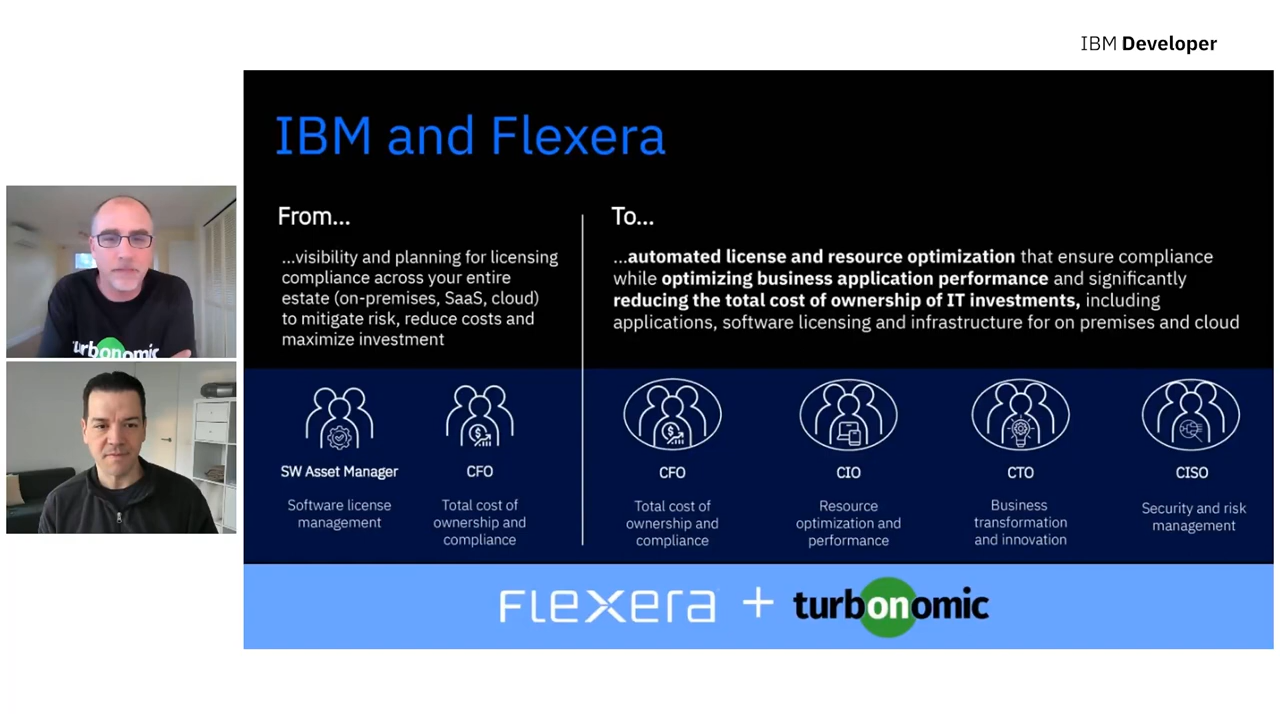 IBM Developer
IBM and Flexera
From...
...visibility and planning for licensing
compliance across your entire
estate (on-premises, SaaS, cloud)
to mitigate risk, reduce costs and
maximize investment
To...
...automated license and resource optimization that ensure compliance
while optimizing business application performance and significantly
reducing the total cost of ownership of IT investments, including
applications, software licensing and infrastructure for on premises and cloud
turbonomic
SW Asset Manager
Software license
management
CFO
Total cost of
ownership and
compliance
CFO
Total cost of
ownership and
compliance
CIO
Resource
optimization and
performance
CTO
Business
transformation
and innovation
CISO
Security and risk
management
FLEXERA + turbonomic